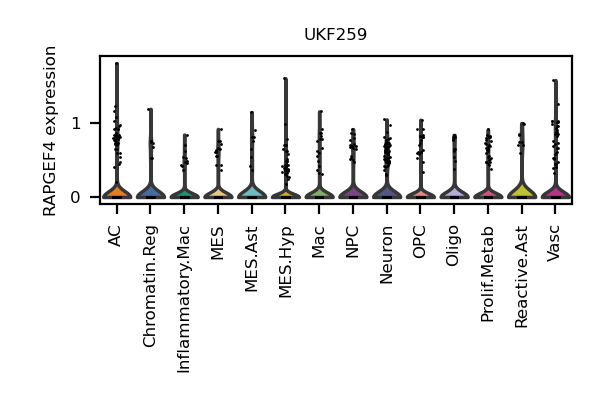 UKF259
RAPGEF4 expression
1
0
AC
Chromatin.Reg
Inflammatory.Mac
MES
MES.Ast
MES.Hyp
Mac
NPC
Neuron
OPC
Oligo
Prolif.Metab
Reactive.Ast
Vasc